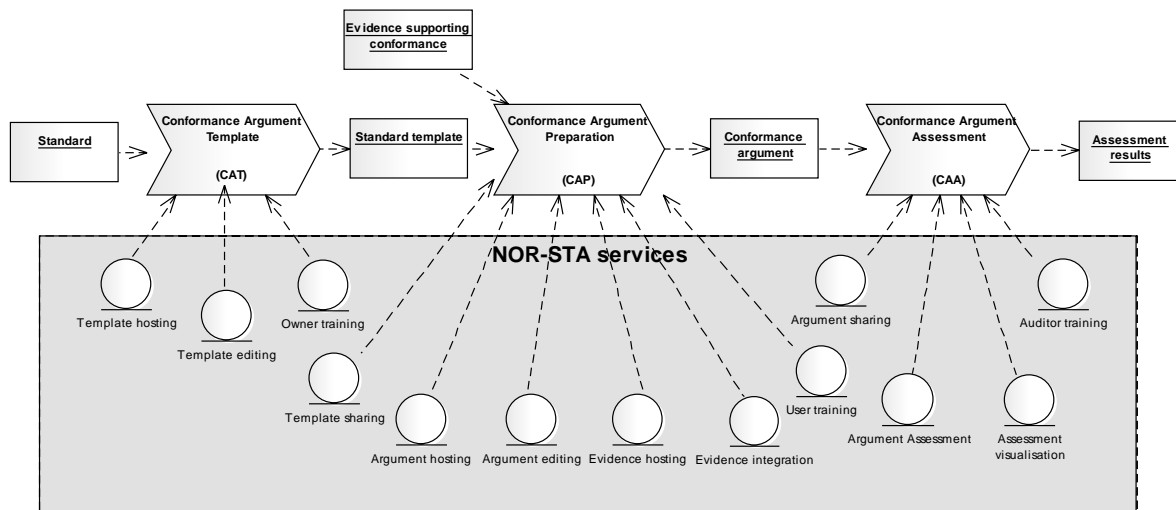 Evidence supporting
conformance
Standard
Conformance Argument
Template
(CAT)
Standard template
Conformance Argument
Preparation
(CAP)
Conformance
argument
Conformance Argument
Assessment
(CAA)
Assessment
results
NOR-STA services
Template hosting
Template editing
Owner training
Template sharing
Argument hosting
Argument editing
Evidence hosting
Evidence integration
User training
Argument sharing
Argument Assessment
Assessment
visualisation
Auditor training